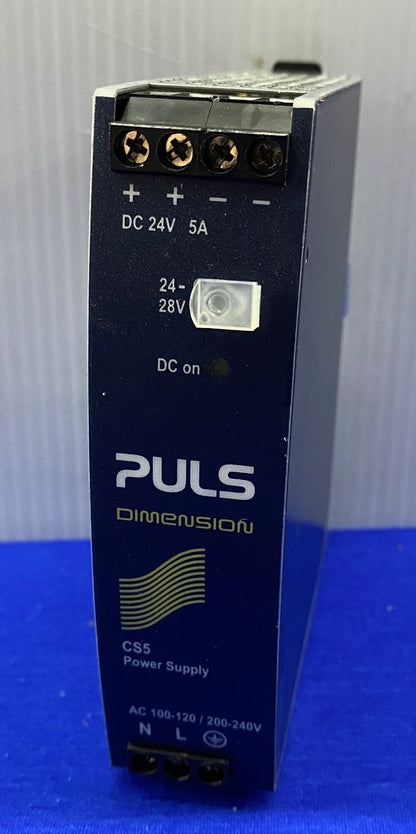 + + − −
DC 24V 5A
24-
28V
DC on
PULS
DIMENSION
CS5
Power Supply
AC 100-120 / 200-240V
N L